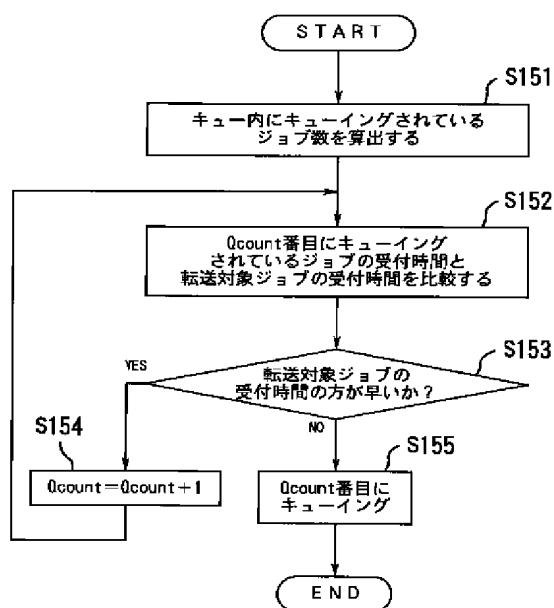 START
S151
キュー内にキューイングされている
ジョブ数を算出する
S152
Qcount番目にキューイング
されているジョブの受付時間と
転送対象ジョブの受付時間を比較する
S153
転送対象ジョブの
受付時間の方が早いか？
YES
NO
S154
Qcount＝Qcount＋1
S155
Qcount番目に
キューイング
END